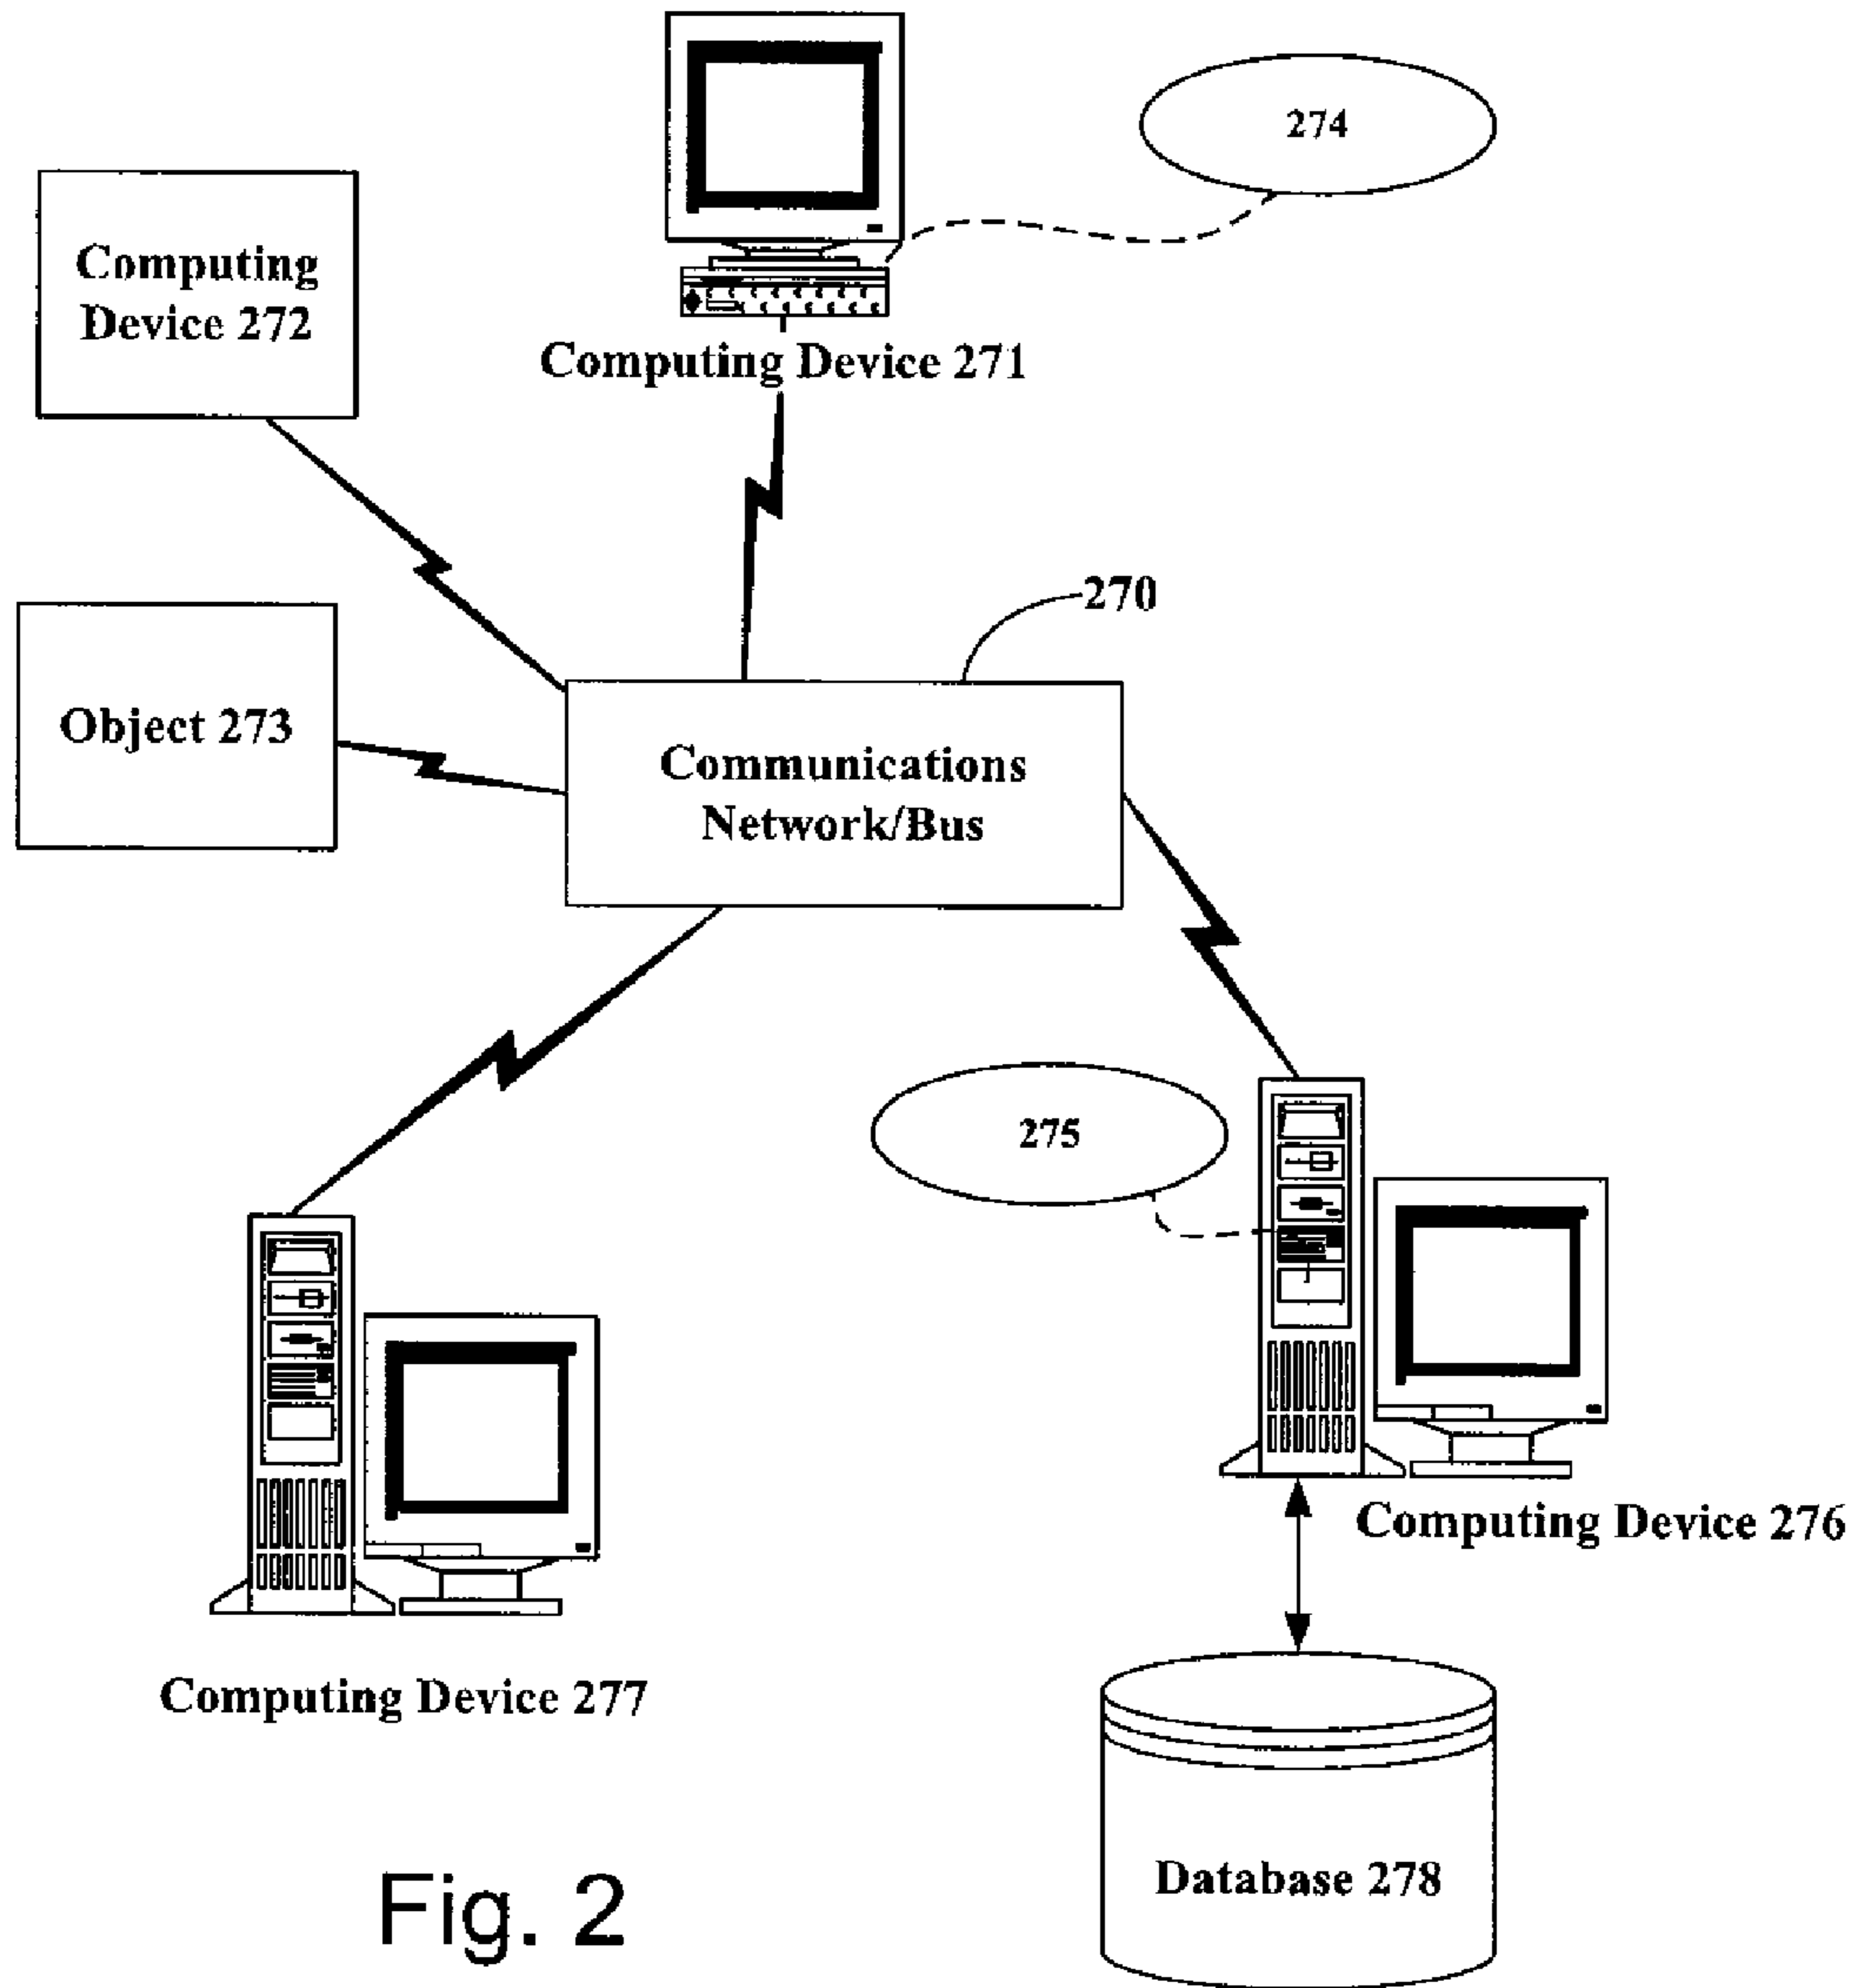 274
Computing
Device 272
Computing Device 271
270
Object 273
Communications
Network/Bus
275
Computing Device 276
Computing Device 277
Database 278
Fig. 2